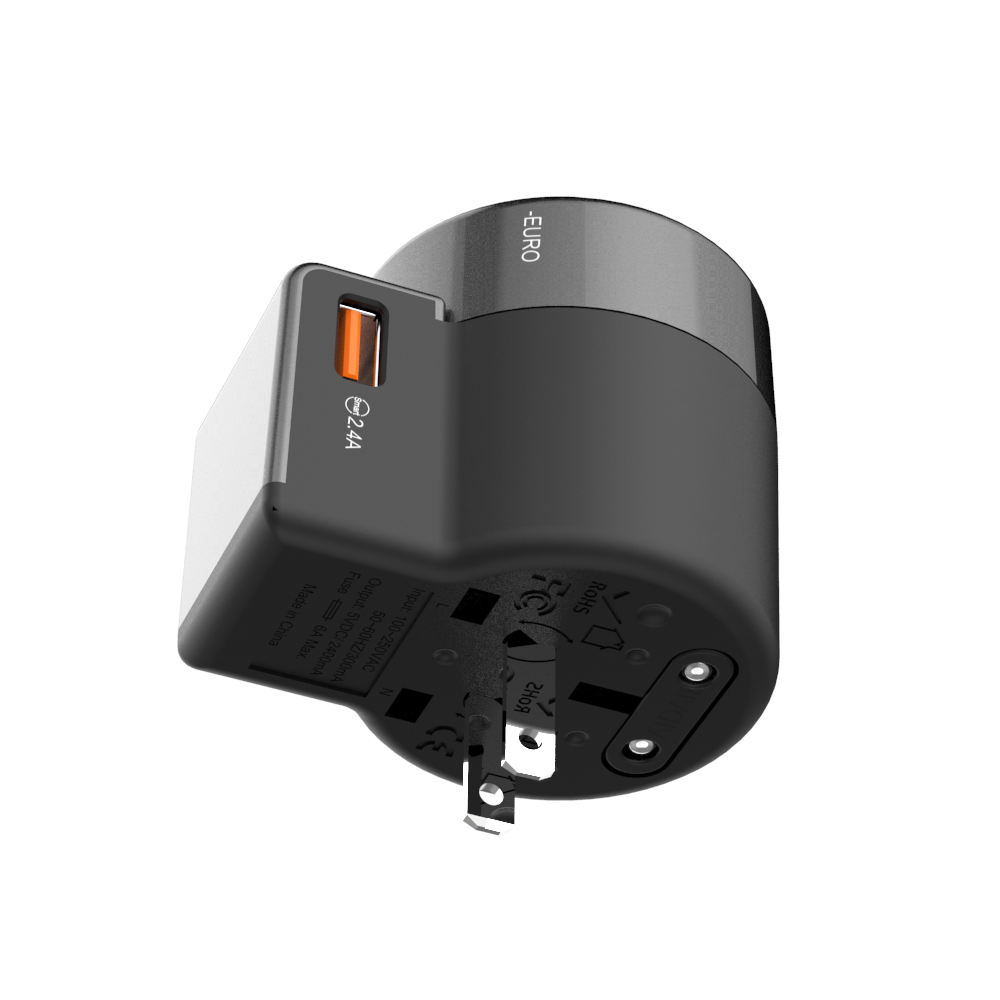 -EURO
Smart 2.4A
Input: 100~250VAC
50~60HZ/300mA
Output: 5VDC/2400mA
Fuse 6A Max.
Made in China
L
N
RoHS
RoHS